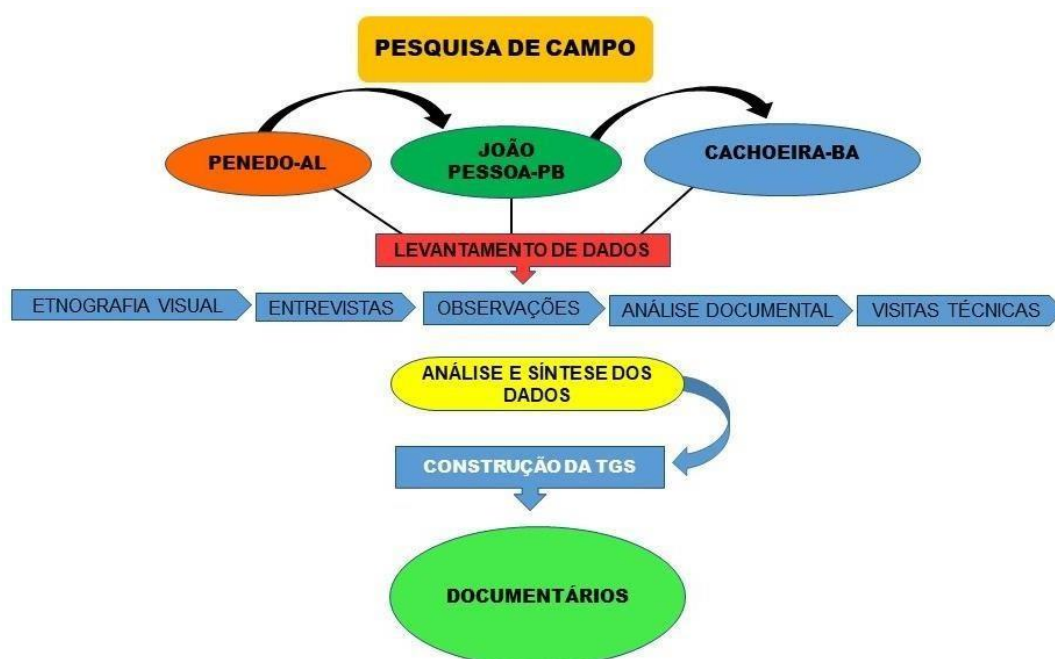 PESQUISA DE CAMPO
PENEDO-AL
JOÃO
PESSOA-PB
CACHOEIRA-BA
LEVANTAMENTO DE DADOS
ETNOGRAFIA VISUAL
ENTREVISTAS
OBSERVAÇÕES
ANÁLISE DOCUMENTAL
VISITAS TÉCNICAS
ANÁLISE E SÍNTESE DOS
DADOS
CONSTRUÇÃO DA TGS
DOCUMENTÁRIOS